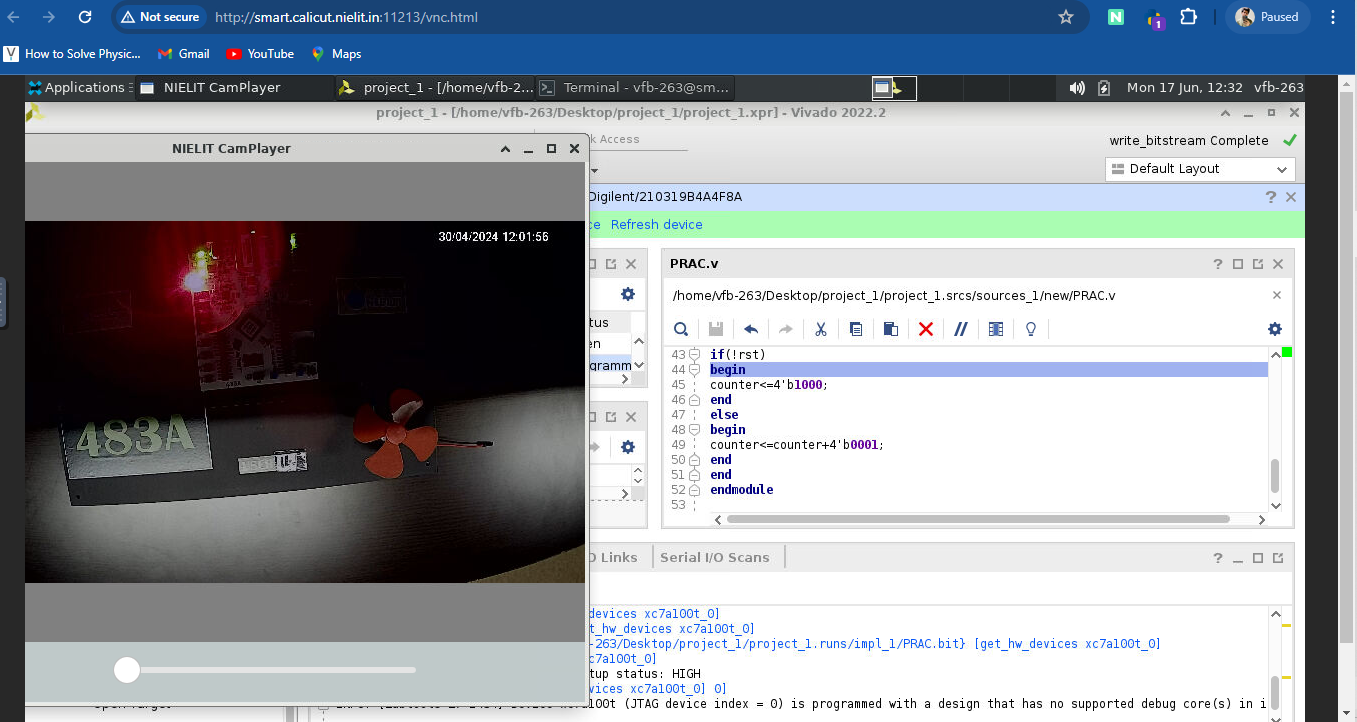 Not secure http://smart.calicut.nielit.in:11213/vnc.html
N 1 Paused
How to Solve Physic... Gmail YouTube Maps
Applications NIELIT CamPlayer project_1 - [/home/vfb-2... Terminal - vfb-263@sm... Mon 17 Jun, 12:32 vfb-263
project_1 - [/home/vfb-263/Desktop/project_1/project_1.xpr] - Vivado 2022.2
k Access
write_bitstream Complete
Default Layout
NIELIT CamPlayer
30/04/2024 12:01:56
483A
Digilent/210319B4A4F8A
ce Refresh device
tus
en
gramm
PRAC.v
/home/vfb-263/Desktop/project_1/project_1.srcs/sources_1/new/PRAC.v
43 if(!rst)
44 begin
45 counter<=4'b1000;
46 end
47 else
48 begin
49 counter<=counter+4'b0001;
50 end
51 end
52 endmodule
53
O Links Serial I/O Scans
devices xc7a100t_0]
t_hw_devices xc7a100t_0]
-263/Desktop/project_1/project_1.runs/impl_1/PRAC.bit} [get_hw_devices xc7a100t_0]
c7a100t_0]
tup status: HIGH
vices xc7a100t_0] 0]
100t (JTAG device index = 0) is programmed with a design that has no supported debug core(s) in i